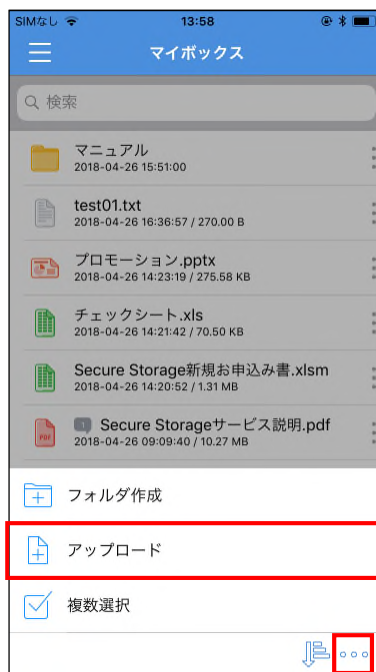 SIMなし 13:58
マイボックス
検索
マニュアル
2018-04-26 15:51:00
test01.txt
2018-04-26 16:36:57 / 270.00 B
プロモーション.pptx
2018-04-26 14:23:19 / 275.58 KB
チェックシート.xls
2018-04-26 14:21:42 / 70.50 KB
Secure Storage新規お申込み書.xlsm
2018-04-26 14:20:52 / 1.31 MB
1 Secure Storageサービス説明.pdf
PDF
2018-04-26 09:09:40 / 10.27 MB
フォルダ作成
アップロード
複数選択